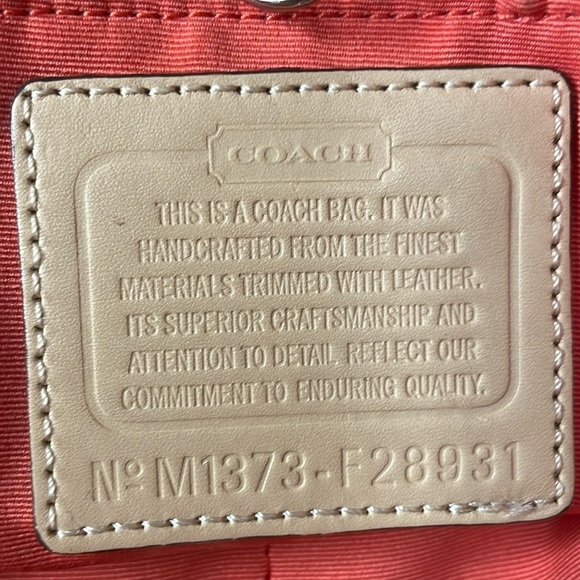 COACH
THIS IS A COACH BAG. IT WAS
HANDCRAFTED FROM THE FINEST
MATERIALS TRIMMED WITH LEATHER.
ITS SUPERIOR CRAFTSMANSHIP AND
ATTENTION TO DETAIL REFLECT OUR
COMMITMENT TO ENDURING QUALITY.
Nº M1373-F28931